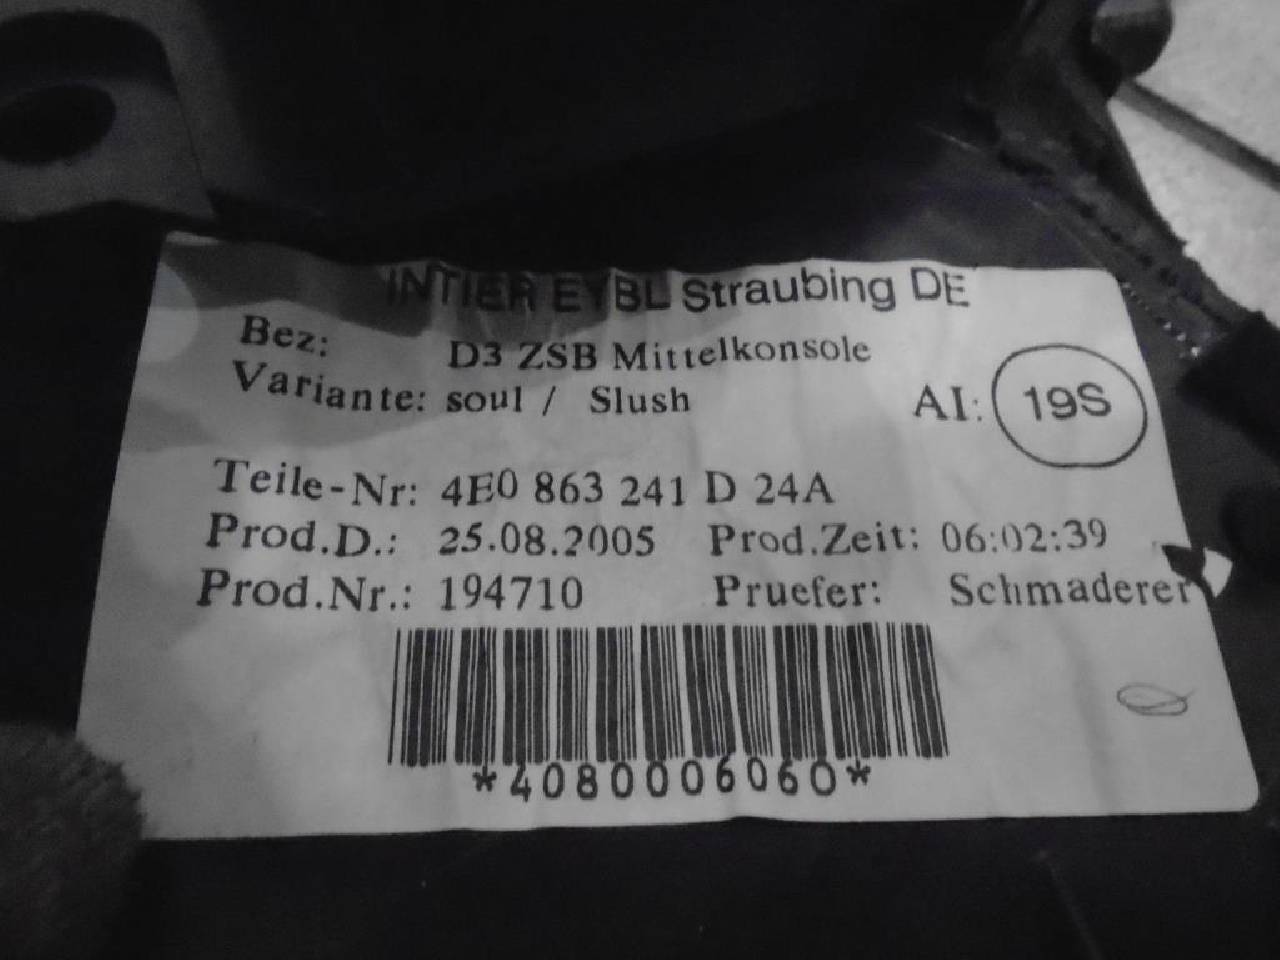 INTIER EYBL Straubing DE
Bez: D3 ZSB Mittelkonsole
Variante: soul / Slush AI: 19S
Teile-Nr: 4E0 863 241 D 24A
Prod.D.: 25.08.2005 Prod.Zeit: 06:02:39
Prod.Nr.: 194710 Pruefer: Schmaderer
*4080006060*